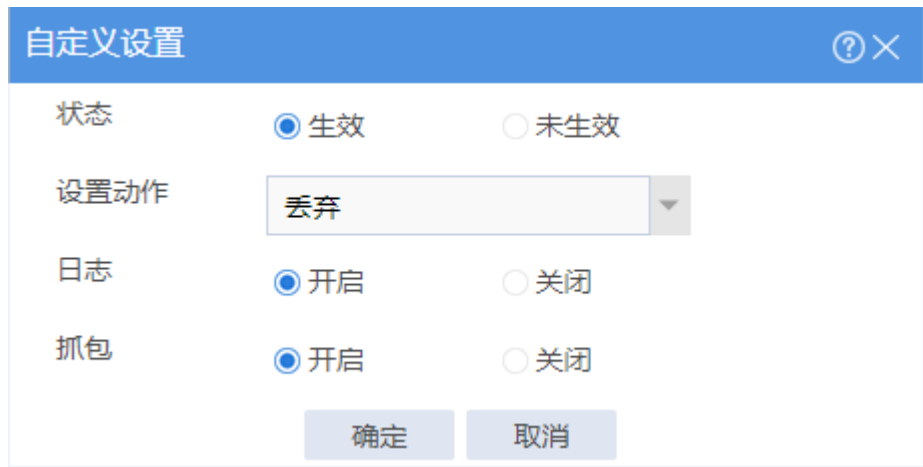 自定义设置
状态 生效 未生效
设置动作 丢弃
日志 开启 关闭
抓包 开启 关闭
确定 取消